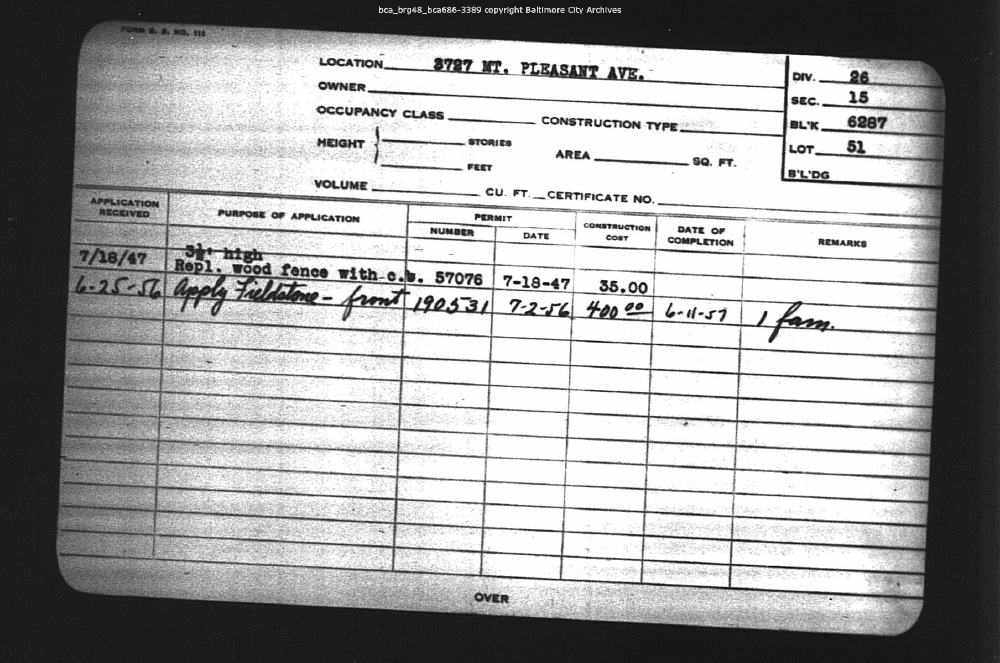 bca_brg48_bca686-3389 copyright Baltimore City Archives
FORM B. E. NO. 111
LOCATION 3727 MT. PLEASANT AVE.
DIV. 26
OWNER
SEC. 15
OCCUPANCY CLASS CONSTRUCTION TYPE
BL'K 6287
HEIGHT STORIES
AREA SQ. FT.
LOT 51
FEET
B'L'DG
VOLUME CU. FT. CERTIFICATE NO.
APPLICATION RECEIVED PURPOSE OF APPLICATION PERMIT NUMBER DATE CONSTRUCTION COST DATE OF COMPLETION REMARKS
3½' high
7/18/47 Repl. wood fence with c.b. 57076 7-18-47 35.00
6-25-56 Apply Fieldstone - front 190531 7-2-56 400 00 6-11-57 1 fam.
OVER